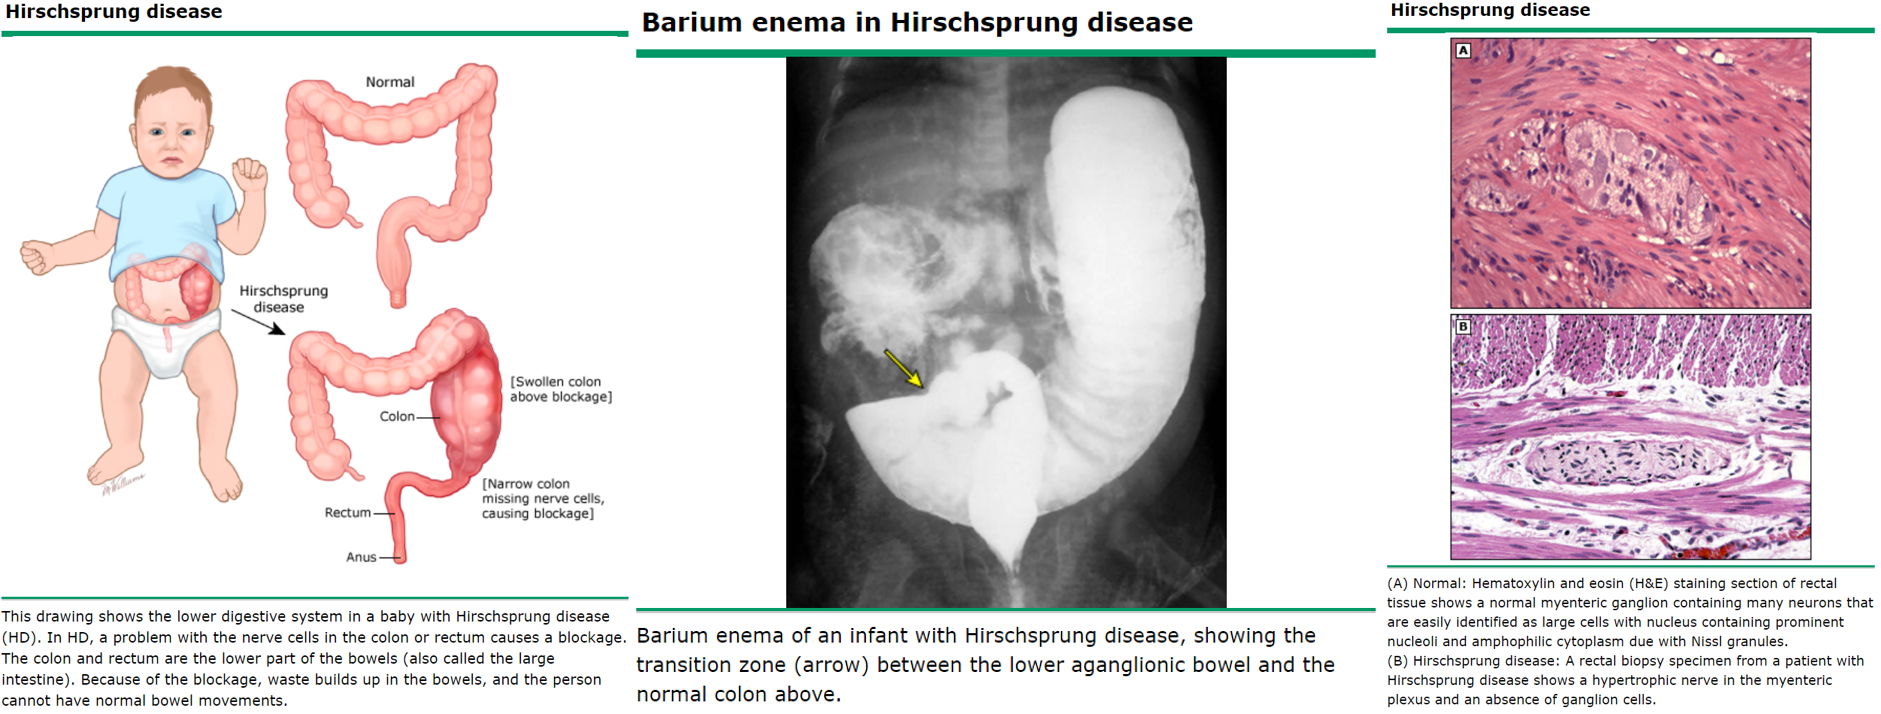 Hirschsprung disease
Normal
Hirschsprung
disease
[Swollen colon
above blockage]
Colon
[Narrow colon
missing nerve cells,
causing blockage]
Rectum
Anus
This drawing shows the lower digestive system in a baby with Hirschsprung disease
(HD). In HD, a problem with the nerve cells in the colon or rectum causes a blockage.
The colon and rectum are the lower part of the bowels (also called the large
intestine). Because of the blockage, waste builds up in the bowels, and the person
cannot have normal bowel movements.
Barium enema in Hirschsprung disease
Barium enema of an infant with Hirschsprung disease, showing the
transition zone (arrow) between the lower aganglionic bowel and the
normal colon above.
Hirschsprung disease
A
B
(A) Normal: Hematoxylin and eosin (H&E) staining section of rectal
tissue shows a normal myenteric ganglion containing many neurons that
are easily identified as large cells with nucleus containing prominent
nucleoli and amphophilic cytoplasm due with Nissl granules.
(B) Hirschsprung disease: A rectal biopsy specimen from a patient with
Hirschsprung disease shows a hypertrophic nerve in the myenteric
plexus and an absence of ganglion cells.